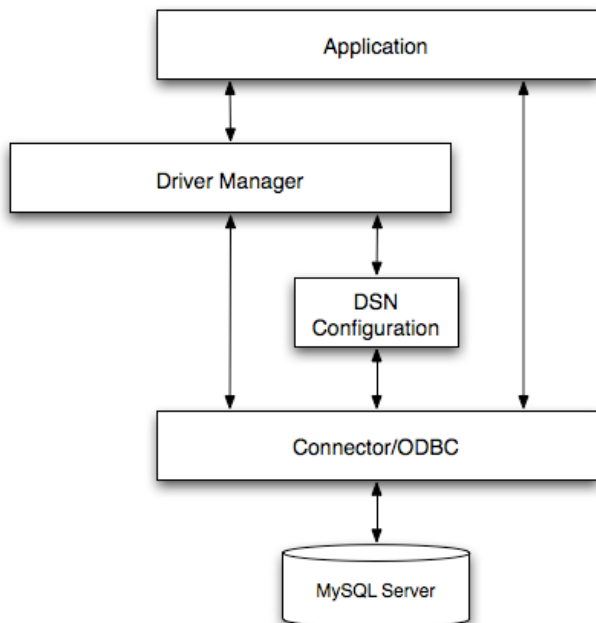 Application
Driver Manager
DSN
Configuration
Connector/ODBC
MySQL Server